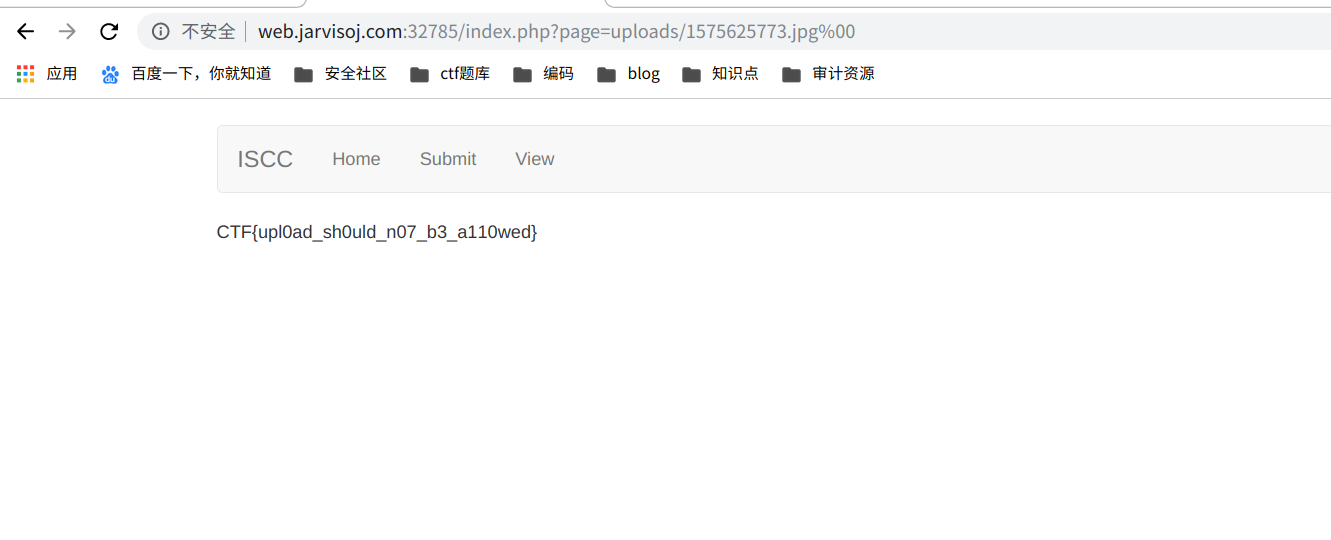 不安全 web.jarvisoj.com:32785/index.php?page=uploads/1575625773.jpg%00
应用 百度一下，你就知道 安全社区 ctf题库 编码 blog 知识点 审计资源
ISCC Home Submit View
CTF{upl0ad_sh0uld_n07_b3_a110wed}